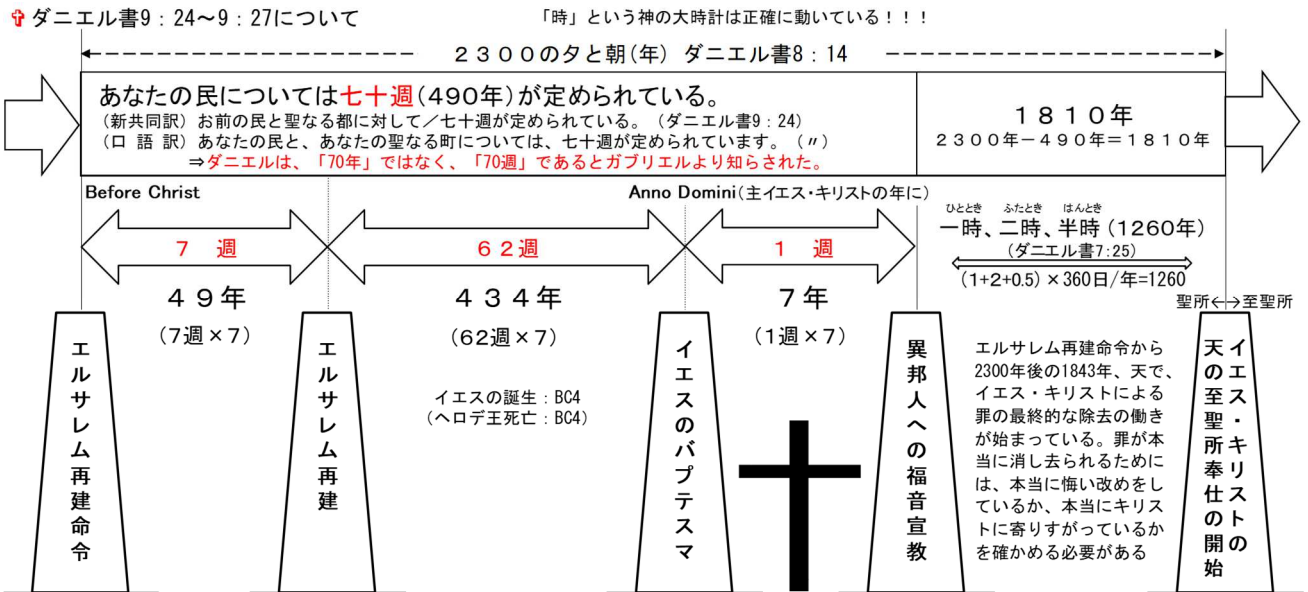 ✞ダニエル書9:24～9:27について
「時」という神の大時計は正確に動いている!!!
2300の夕と朝(年) ダニエル書8:14
あなたの民については七十週(490年)が定められている。
(新共同訳) お前の民と聖なる都に対して／七十週が定められている。(ダニエル書9:24)
(口 語 訳) あなたの民と、あなたの聖なる町については、七十週が定められています。(〃)
⇒ダニエルは、「70年」ではなく、「70週」であるとガブリエルより知らされた。
1810年
2300年－490年＝1810年
Before Christ
Anno Domini(主イエス・キリストの年に)
7 週
62週
1 週
49年
(7週×7)
434年
(62週×7)
7年
(1週×7)
ひととき ふたとき はんとき
一時、二時、半時(1260年)
(ダニエル書7:25)
(1+2+0.5)×360日/年=1260
聖所←→至聖所
イエスの誕生:BC4
(ヘロデ王死亡:BC4)
エルサレム再建命令
エルサレム再建
イエスのバプテスマ
異邦人への福音宣教
エルサレム再建命令から
2300年後の1843年、天で、
イエス・キリストによる
罪の最終的な除去の働き
が始まっている。罪が本
当に消し去られるために
は、本当に悔い改めをし
ているか、本当にキリス
トに寄りすがっているか
を確かめる必要がある
イエス・キリストの
天の至聖所奉仕の開始